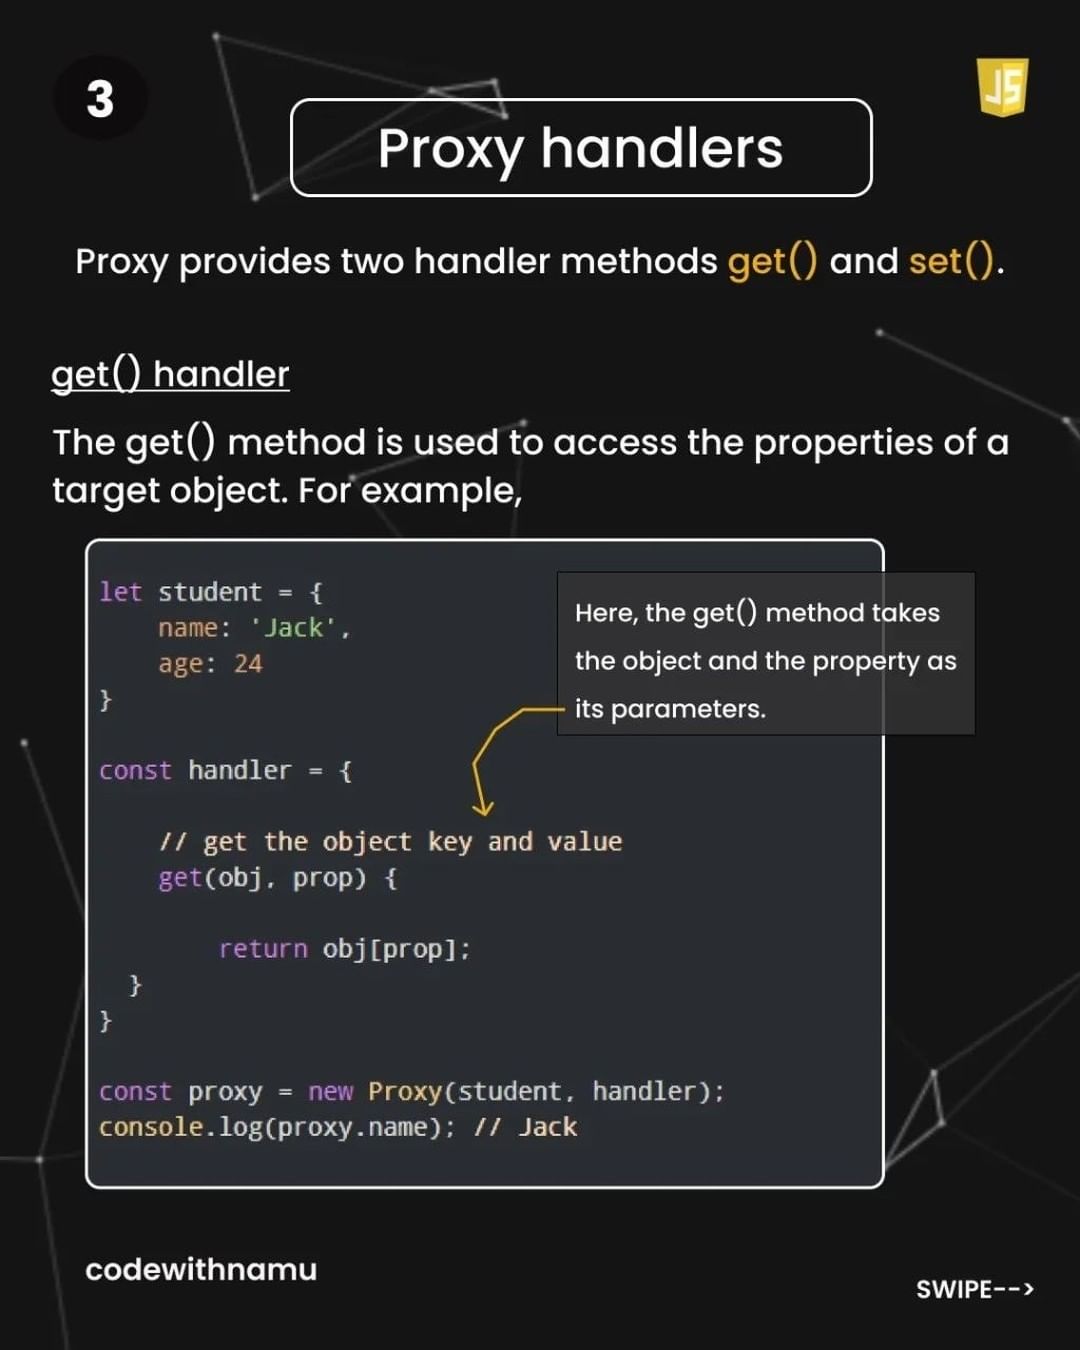 3
JS
Proxy handlers
Proxy provides two handler methods get() and set().
get() handler
The get() method is used to access the properties of a
target object. For example,
let student = {
    name: 'Jack',
    age: 24
}
Here, the get() method takes
the object and the property as
its parameters.
const handler = {
    // get the object key and value
    get(obj, prop) {
        return obj[prop];
  }
}
const proxy = new Proxy(student, handler);
console.log(proxy.name); // Jack
codewithnamu
SWIPE-->